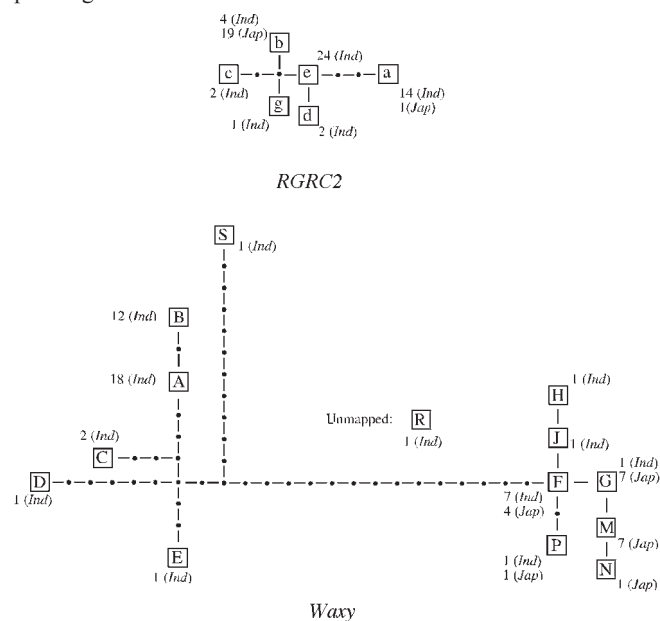 4 (Ind)
19 (Jap)
b
24 (Ind)
c
e
a
2 (Ind)
g
d
14 (Ind)
1(Jap)
1 (Ind)
2 (Ind)
RGRC2
S
1 (Ind)
12 (Ind)
B
18 (Ind)
A
1 (Ind)
H
Unmapped:
R
1 (Ind)
J
1 (Ind)
2 (Ind)
C
D
1 (Ind)
F
G
1 (Ind)
7 (Jap)
7 (Ind)
4 (Jap)
M
7 (Jap)
E
1 (Ind)
P
1 (Ind)
1 (Jap)
N
1 (Jap)
Waxy